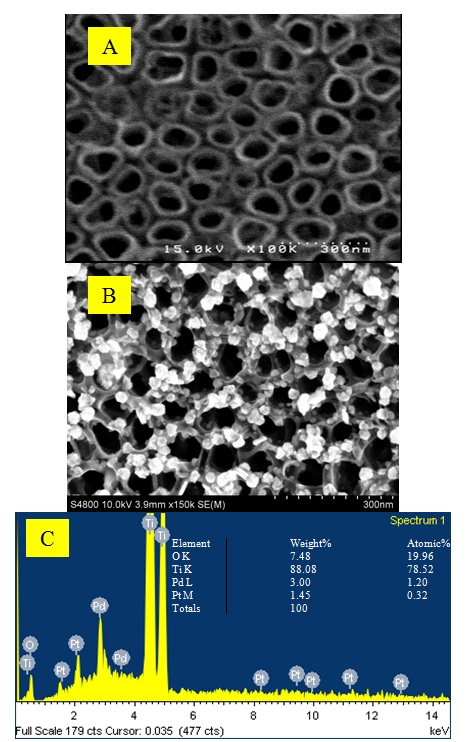 A
15.0kV X100K 300nm
B
S4800 10.0kV 3.9mm x150k SE(M) 300nm
C
Spectrum 1
Ti
Ti
Element Weight% Atomic%
O K 7.48 19.96
Ti K 88.08 78.52
Pd L 3.00 1.20
Pt M 1.45 0.32
Totals 100
Pd
O
Pt
Pd
Ti
Pt
Pt
Pt
Pt
Pt
Pt
2 4 6 8 10 12 14
Full Scale 179 cts Cursor: 0.035 (477 cts) keV